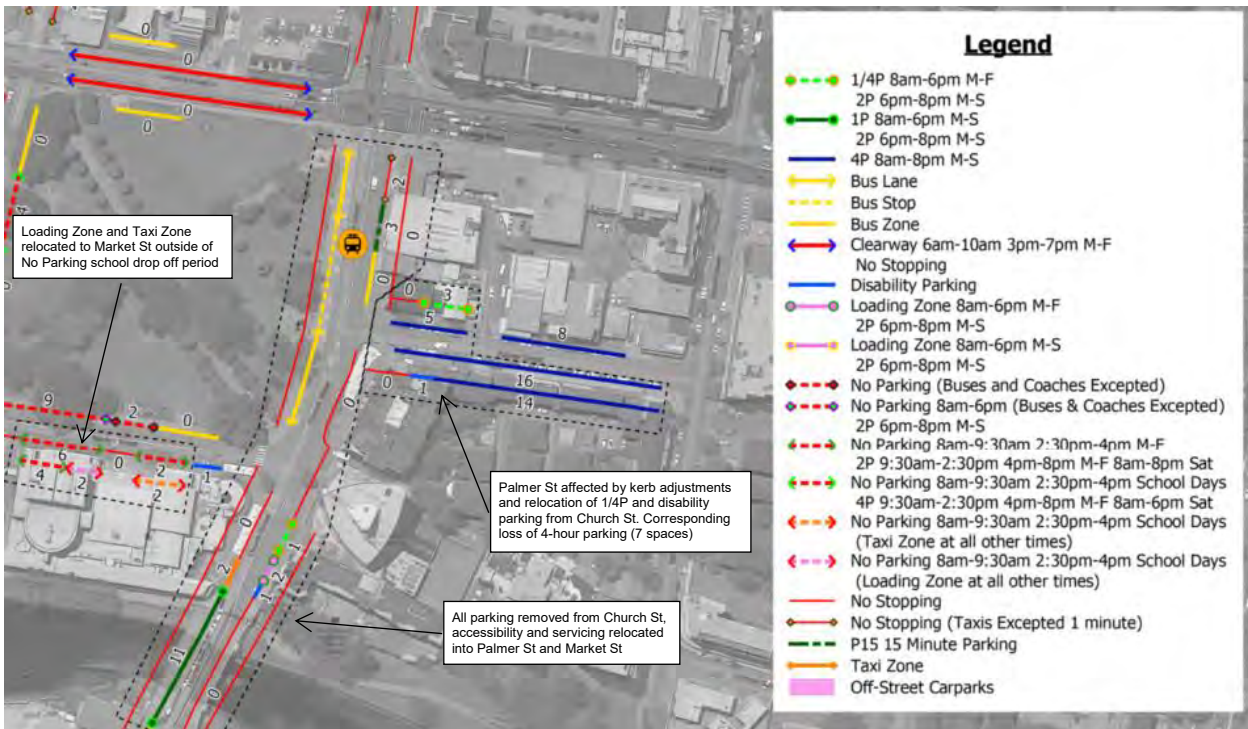 Legend
1/4P 8am-6pm M-F
2P 6pm-8pm M-S
1P 8am-6pm M-S
2P 6pm-8pm M-S
4P 8am-8pm M-S
Bus Lane
Bus Stop
Bus Zone
Clearway 6am-10am 3pm-7pm M-F
No Stopping
Disability Parking
Loading Zone 8am-6pm M-F
2P 6pm-8pm M-S
Loading Zone 8am-6pm M-S
2P 6pm-8pm M-S
No Parking (Buses and Coaches Excepted)
No Parking 8am-6pm (Buses & Coaches Excepted)
2P 6pm-8pm M-S
No Parking 8am-9:30am 2:30pm-4pm M-F
2P 9:30am-2:30pm 4pm-8pm M-F 8am-8pm Sat
No Parking 8am-9:30am 2:30pm-4pm School Days
4P 9:30am-2:30pm 4pm-8pm M-F 8am-6pm Sat
No Parking 8am-9:30am 2:30pm-4pm School Days
(Taxi Zone at all other times)
No Parking 8am-9:30am 2:30pm-4pm School Days
(Loading Zone at all other times)
No Stopping
No Stopping (Taxis Excepted 1 minute)
P15 15 Minute Parking
Taxi Zone
Off-Street Carparks
Loading Zone and Taxi Zone
relocated to Market St outside of
No Parking school drop off period
Palmer St affected by kerb adjustments
and relocation of 1/4P and disability
parking from Church St. Corresponding
loss of 4-hour parking (7 spaces)
All parking removed from Church St,
accessibility and servicing relocated
into Palmer St and Market St
0
0
0
0
0
2
3
0
0
0
3
5
8
16
0
1
14
0
9
2
0
6
0
2
1
4
2
2
0
2
1
2
1
11
0
0